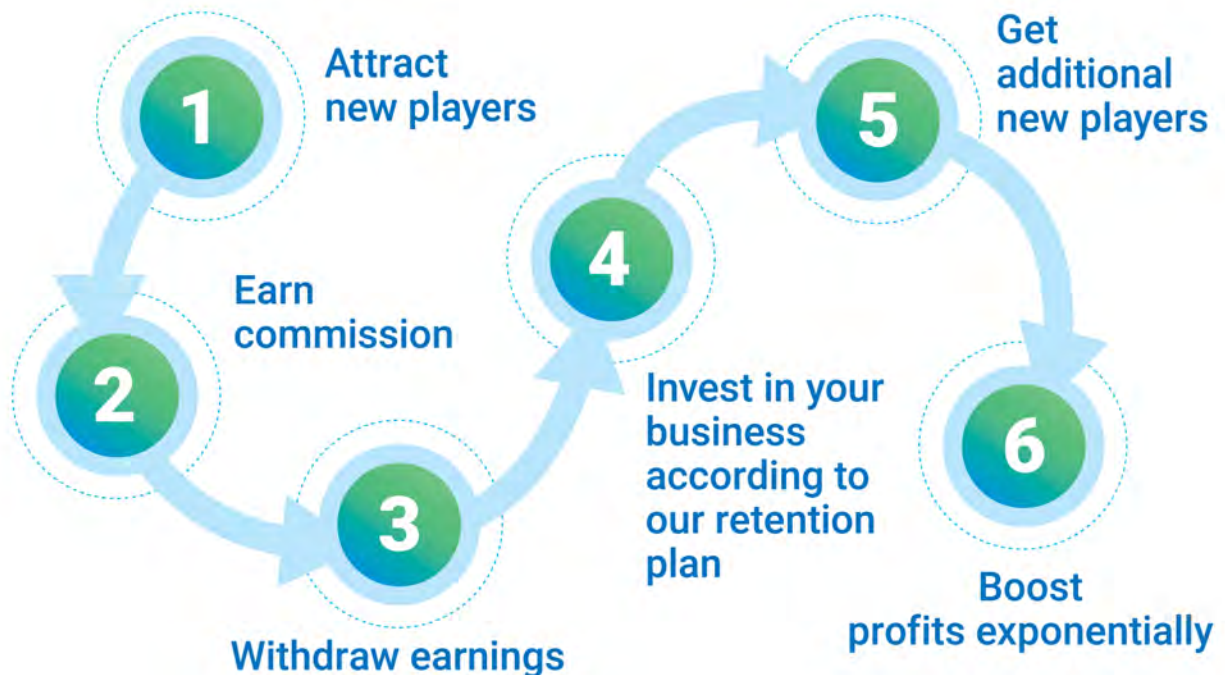 1
Attract
new players
2
Earn
commission
3
Withdraw earnings
4
Invest in your
business
according to
our retention
plan
5
Get
additional
new players
6
Boost
profits exponentially